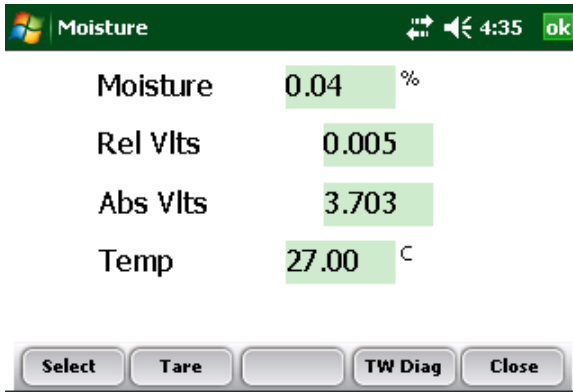 Moisture 4:35 ok
Moisture 0.04 %
Rel Vlts 0.005
Abs Vlts 3.703
Temp 27.00 C
Select Tare TW Diag Close